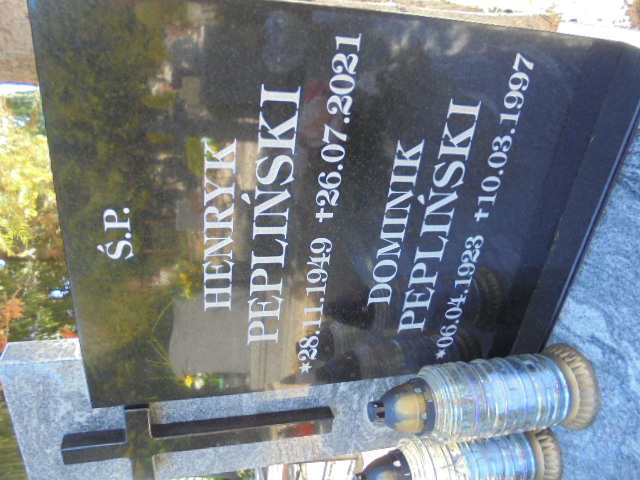 Ś.P.
HENRYK
PEPLIŃSKI
*28.11.1949 †26.07.2021
DOMINIK
PEPLIŃSKI
*06.04.1923 †10.03.1997